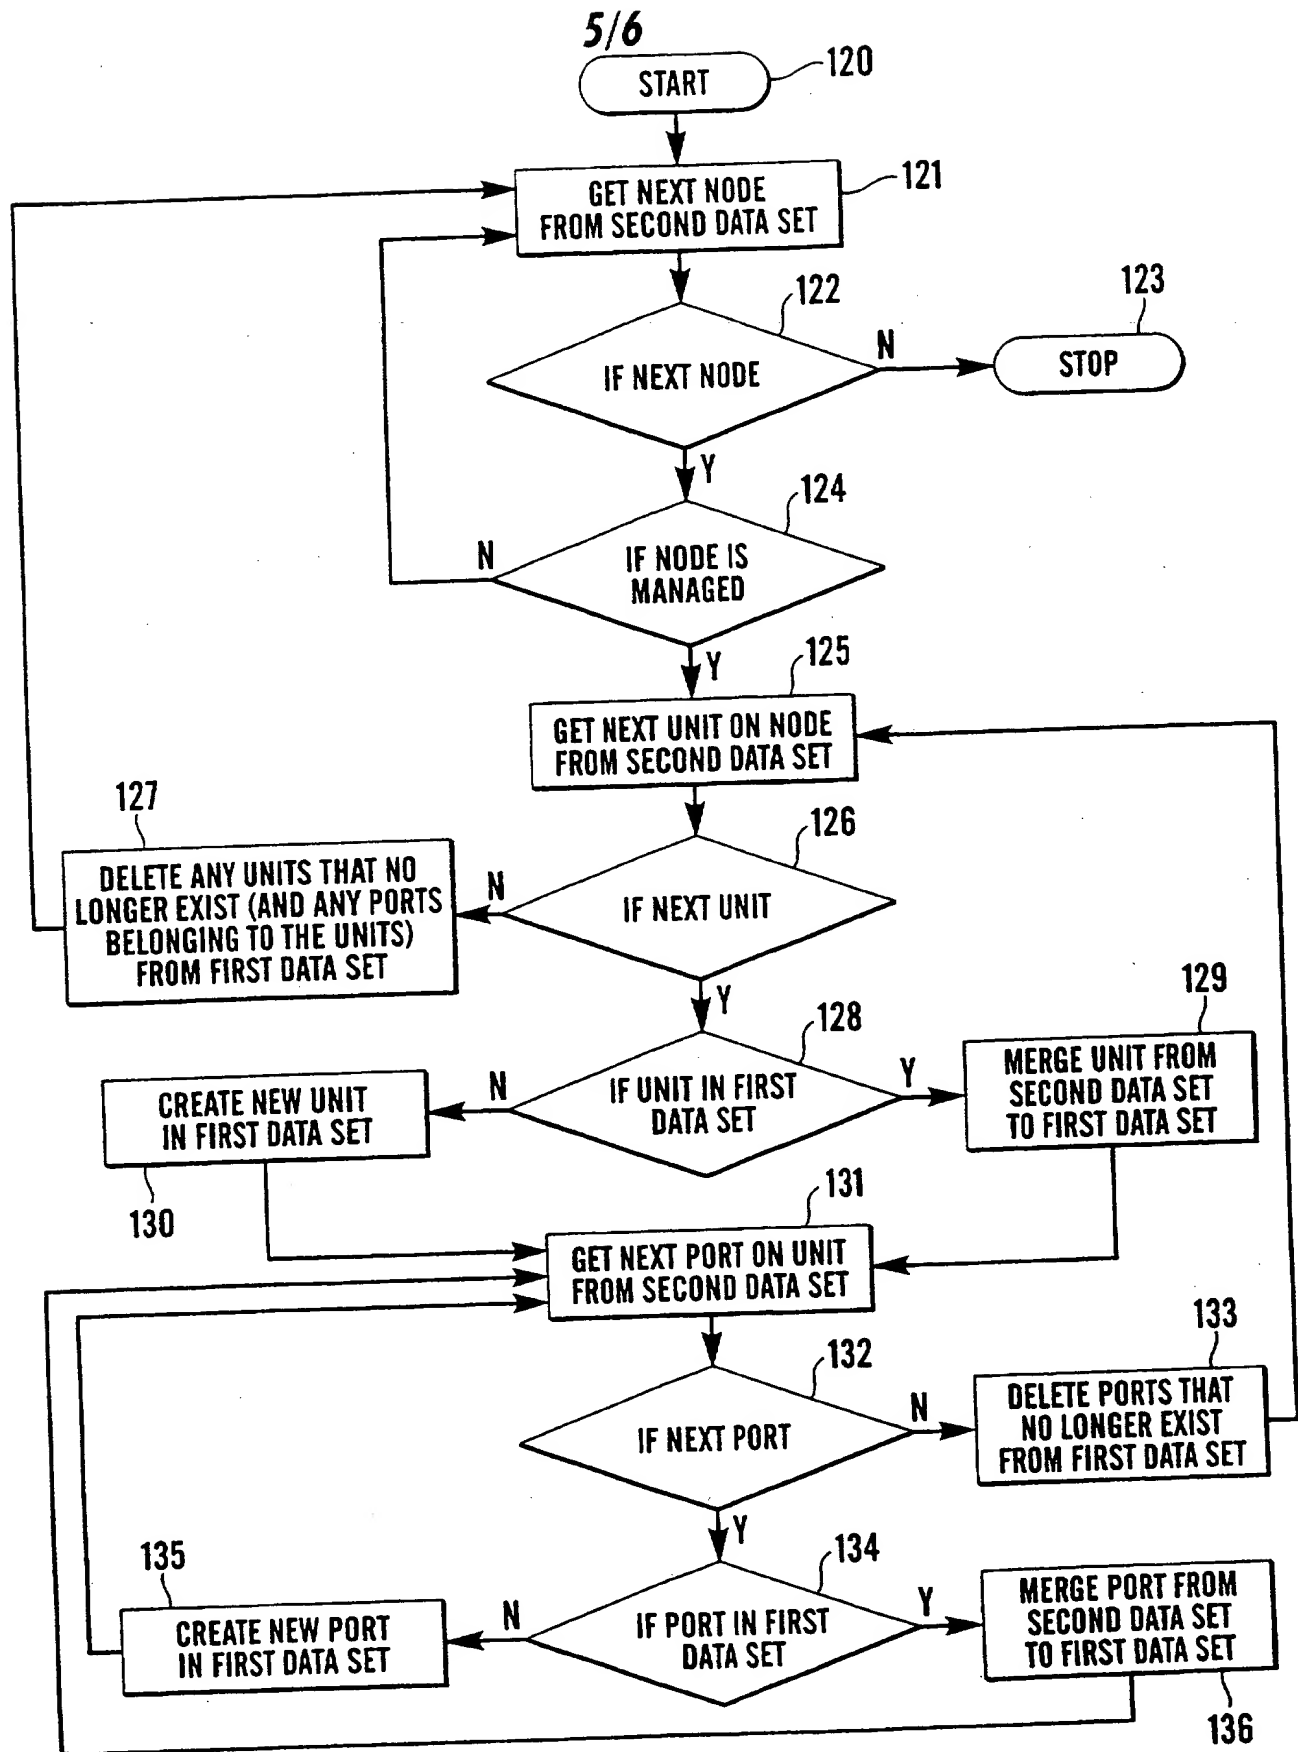 5/6
START
120
GET NEXT NODE
FROM SECOND DATA SET
121
122
IF NEXT NODE
N
STOP
123
Y
124
IF NODE IS
MANAGED
N
Y
125
GET NEXT UNIT ON NODE
FROM SECOND DATA SET
126
IF NEXT UNIT
N
127
DELETE ANY UNITS THAT NO
LONGER EXIST (AND ANY PORTS
BELONGING TO THE UNITS)
FROM FIRST DATA SET
Y
128
IF UNIT IN FIRST
DATA SET
Y
129
MERGE UNIT FROM
SECOND DATA SET
TO FIRST DATA SET
N
CREATE NEW UNIT
IN FIRST DATA SET
130
131
GET NEXT PORT ON UNIT
FROM SECOND DATA SET
132
IF NEXT PORT
N
133
DELETE PORTS THAT
NO LONGER EXIST
FROM FIRST DATA SET
Y
134
IF PORT IN FIRST
DATA SET
N
135
CREATE NEW PORT
IN FIRST DATA SET
Y
MERGE PORT FROM
SECOND DATA SET
TO FIRST DATA SET
136